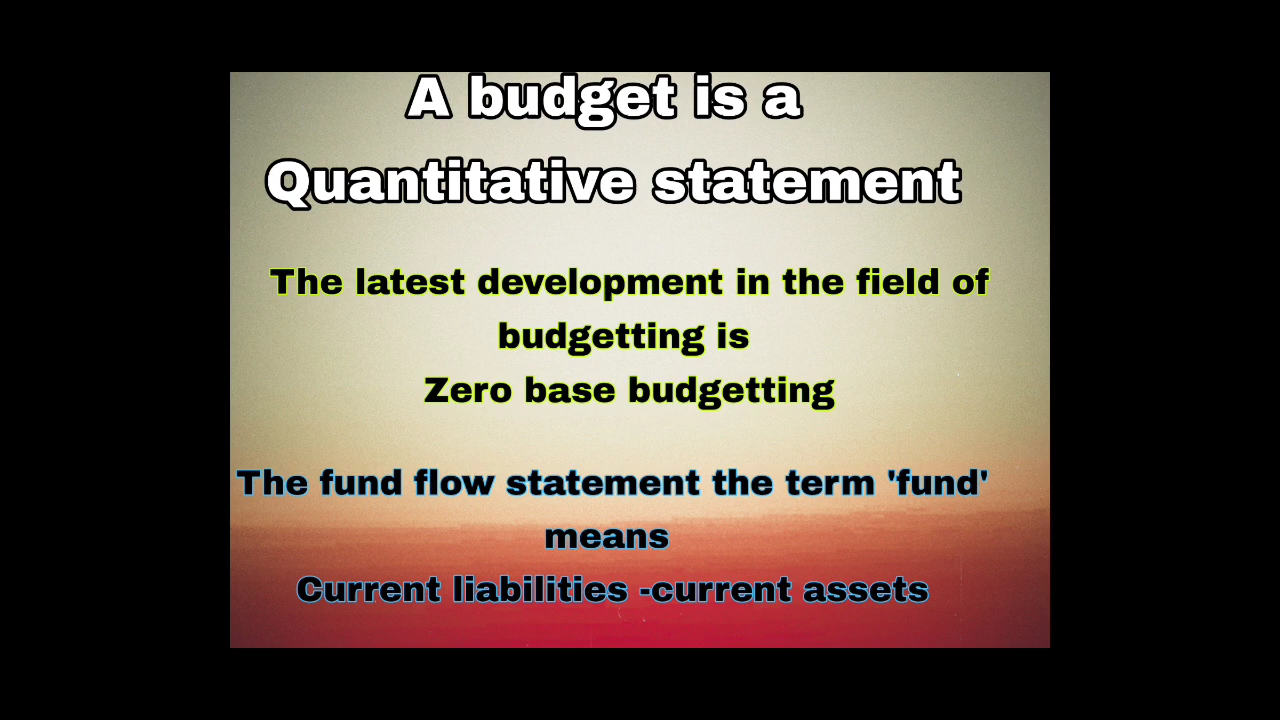 A budget is a
Quantitative statement
The latest development in the field of
budgetting is
Zero base budgetting
The fund flow statement the term 'fund'
means
Current liabilities -current assets